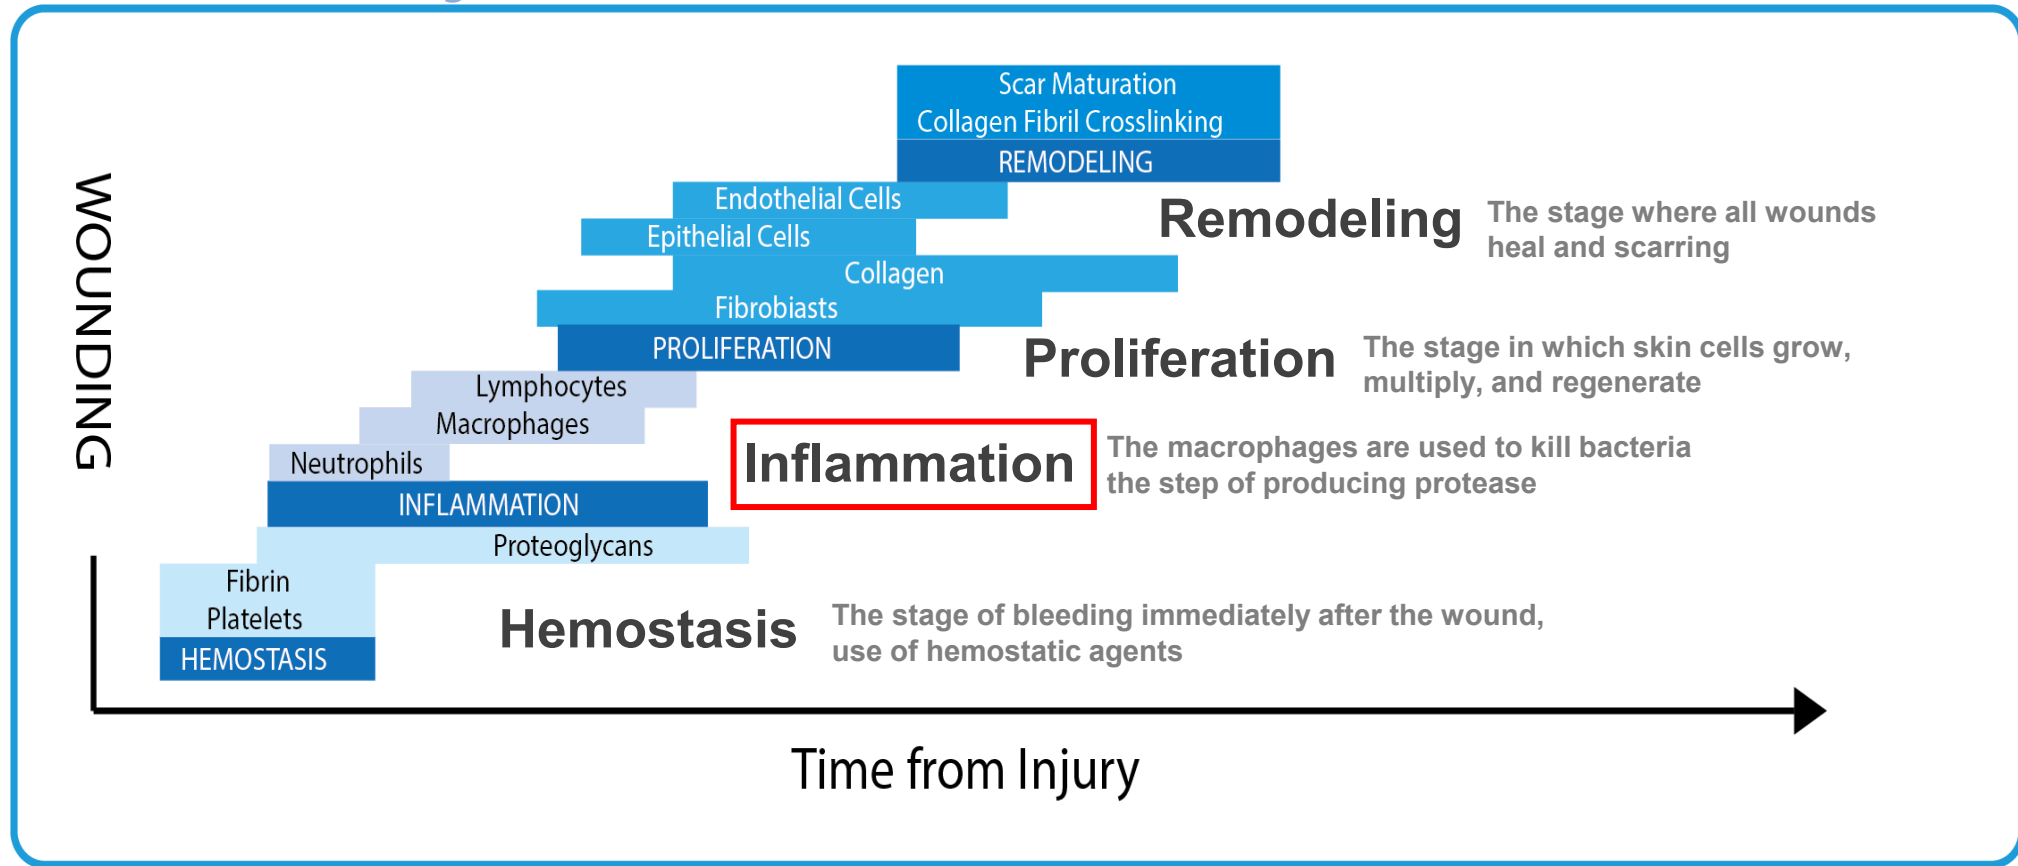 Scar Maturation
Collagen Fibril Crosslinking
REMODELING
Endothelial Cells
Epithelial Cells
Collagen
Fibrobiasts
PROLIFERATION
Lymphocytes
Macrophages
Neutrophils
INFLAMMATION
Proteoglycans
Fibrin
Platelets
HEMOSTASIS
WOUNDING
Remodeling
The stage where all wounds
heal and scarring
Proliferation
The stage in which skin cells grow,
multiply, and regenerate
Inflammation
The macrophages are used to kill bacteria
the step of producing protease
Hemostasis
The stage of bleeding immediately after the wound,
use of hemostatic agents
Time from Injury